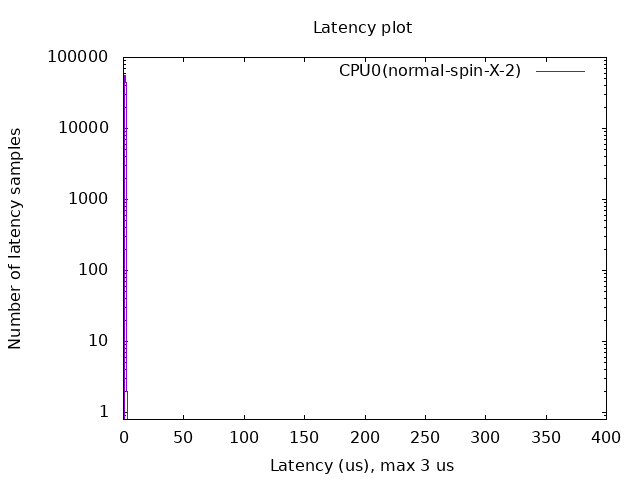 Latency plot
CPU0(normal-spin-X-2)
100000
10000
1000
100
10
1
Number of latency samples
0 50 100 150 200 250 300 350 400
Latency (us), max 3 us